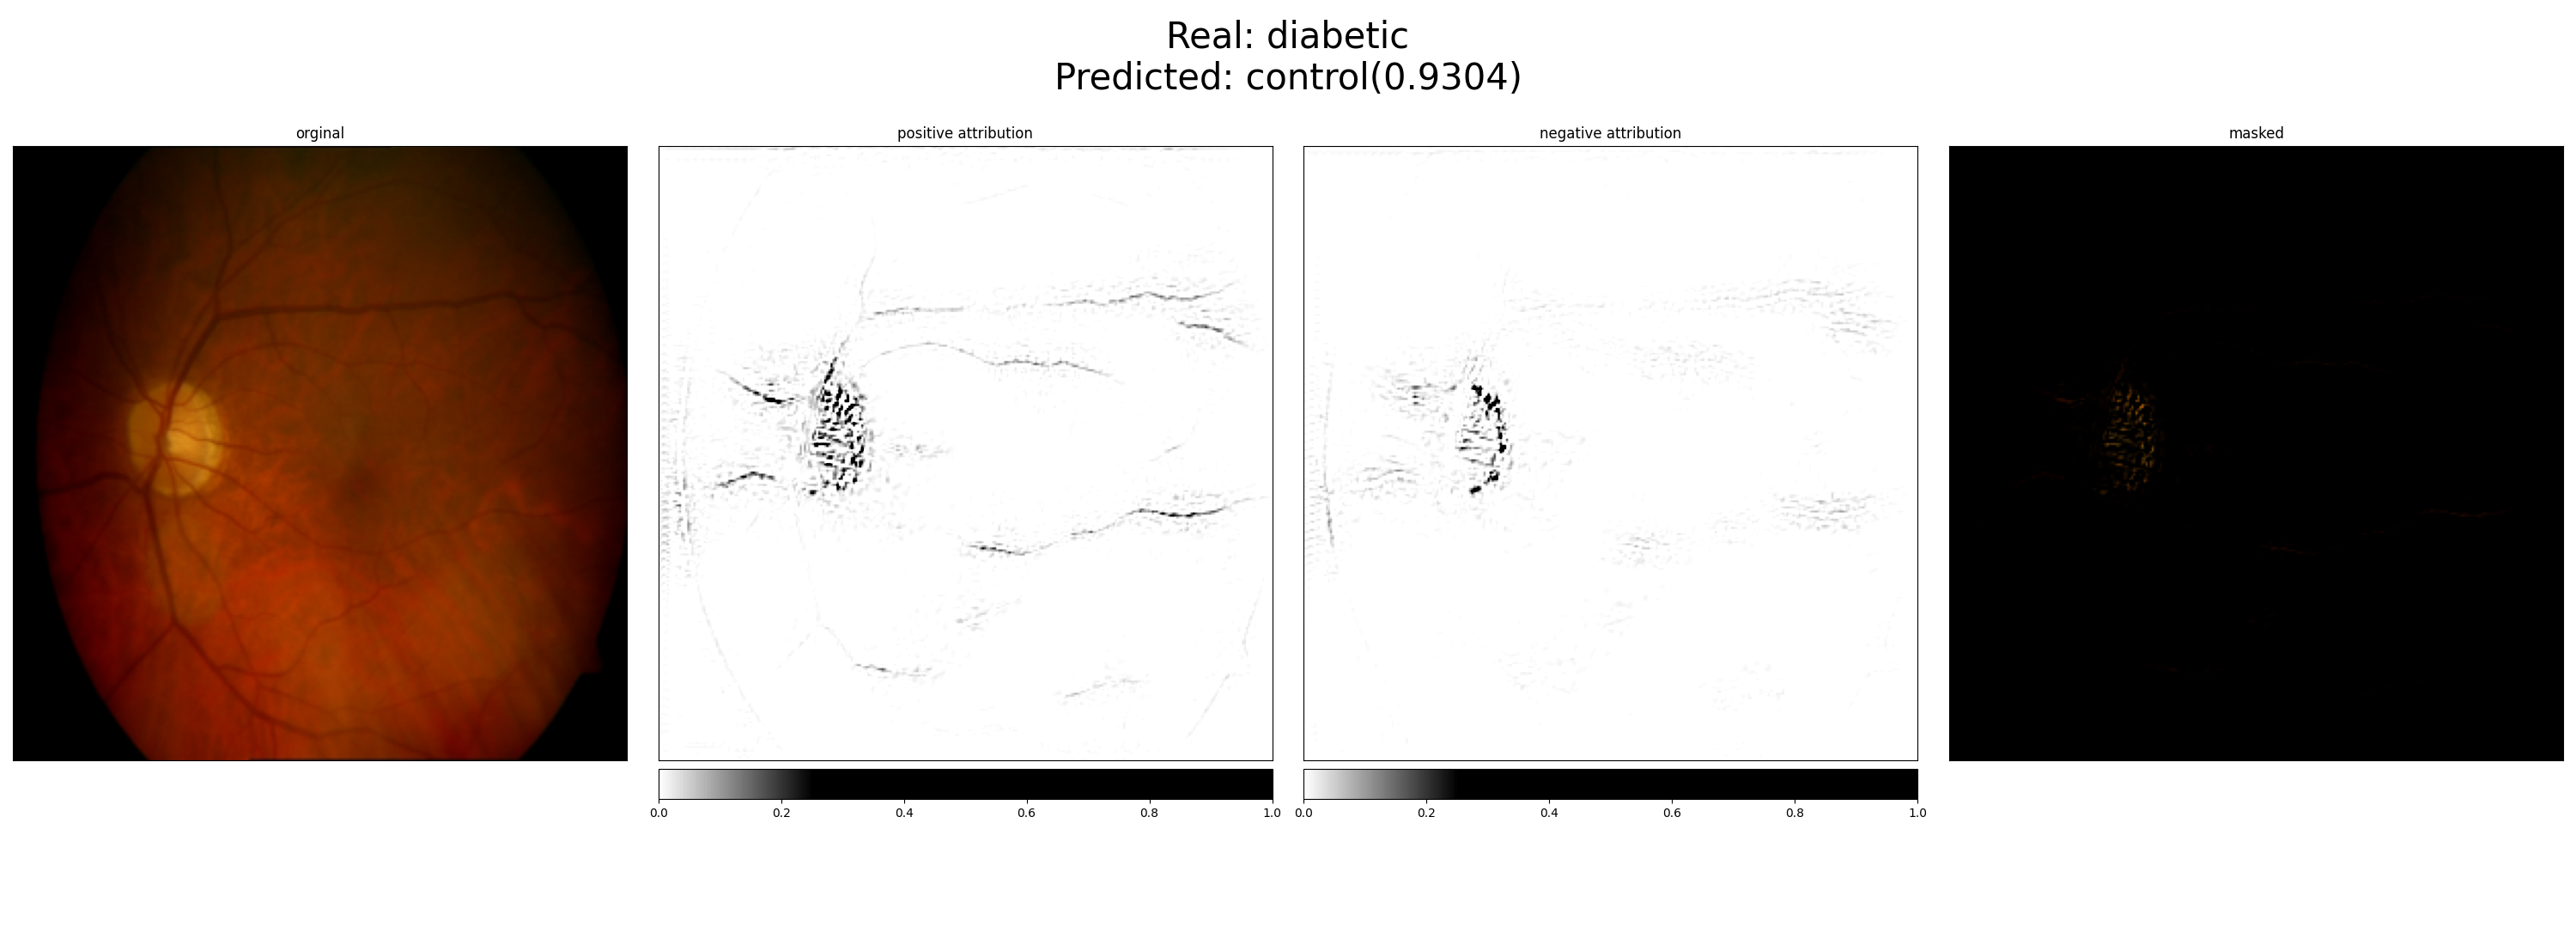 Real: diabetic
Predicted: control(0.9304)
orginal
positive attribution
negative attribution
masked
0.0 0.2 0.4 0.6 0.8 1.0
0.0 0.2 0.4 0.6 0.8 1.0